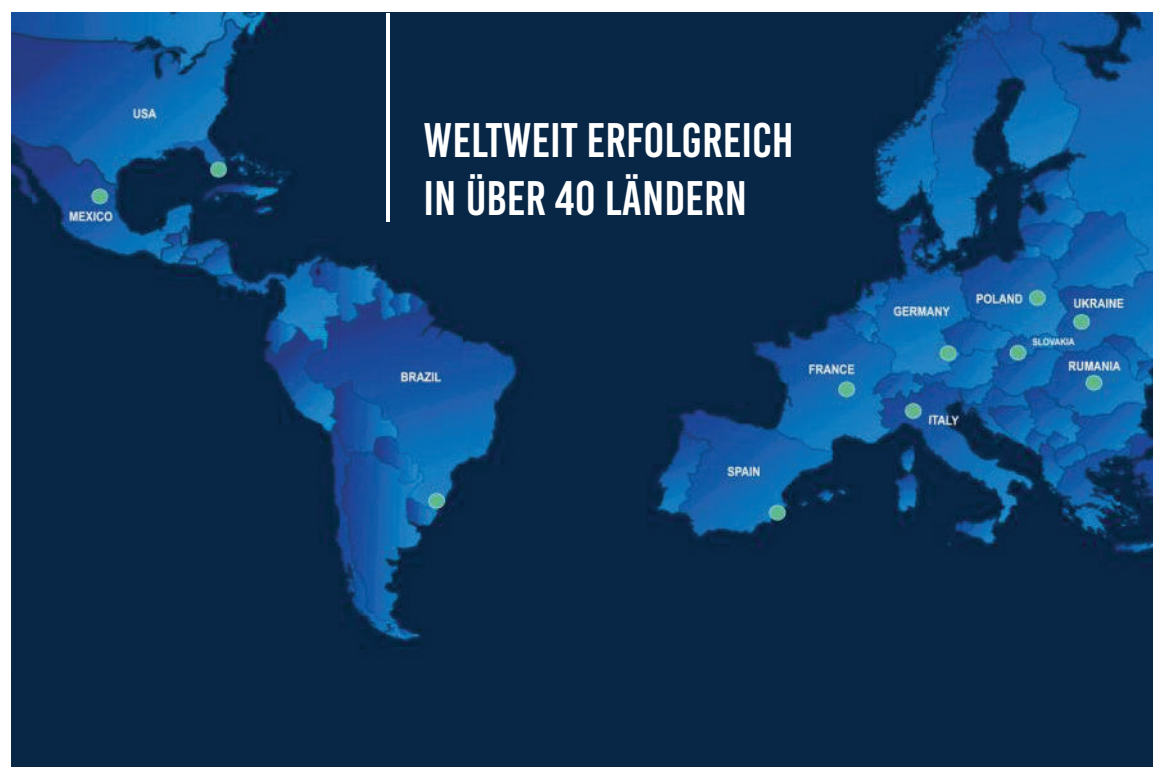 WELTWEIT ERFOLGREICH
IN ÜBER 40 LÄNDERN
USA
MEXICO
BRAZIL
GERMANY
POLAND
UKRAINE
SLOVAKIA
FRANCE
RUMANIA
ITALY
SPAIN